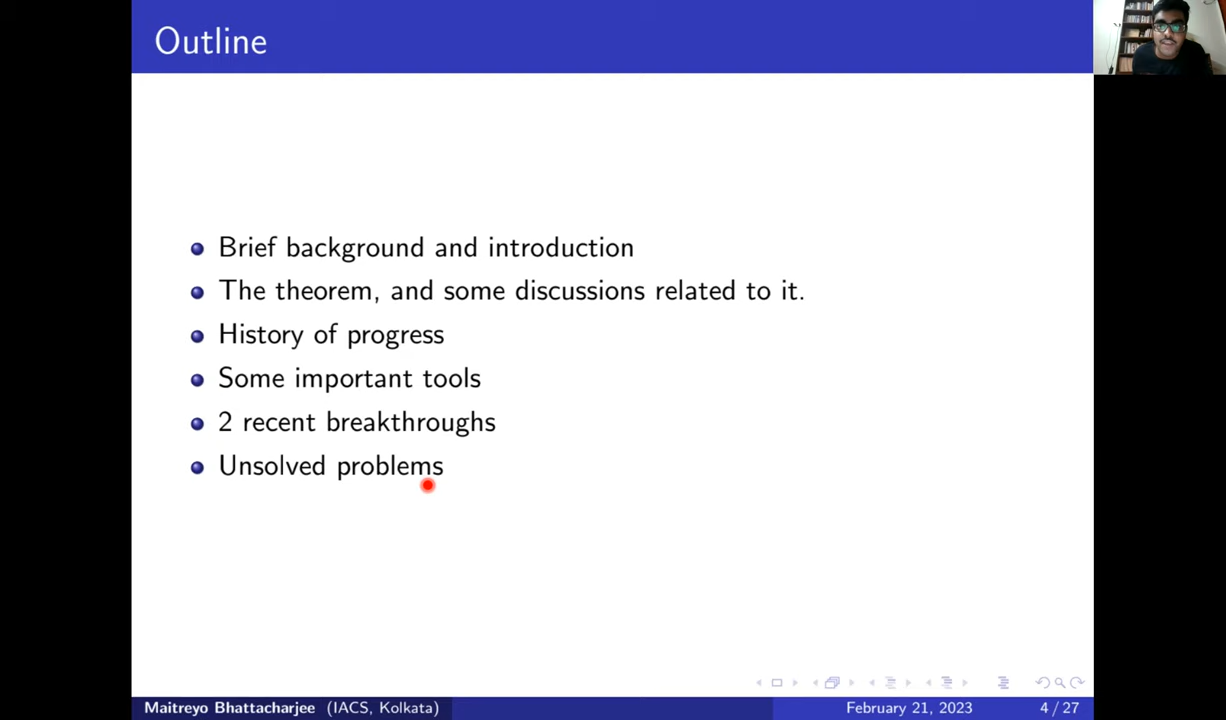 Outline
Brief background and introduction
The theorem, and some discussions related to it.
History of progress
Some important tools
2 recent breakthroughs
Unsolved problems
Maitreyo Bhattacharjee (IACS, Kolkata) February 21, 2023 4 / 27